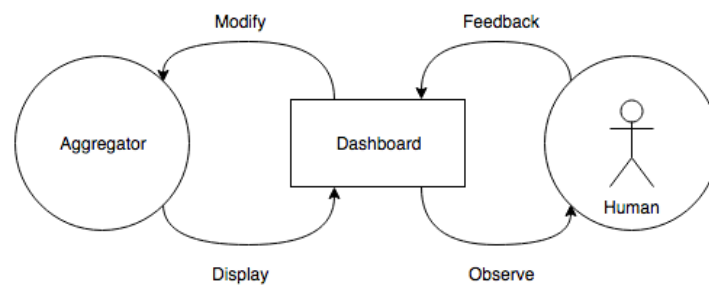 Modify
Feedback
Aggregator
Dashboard
Human
Display
Observe